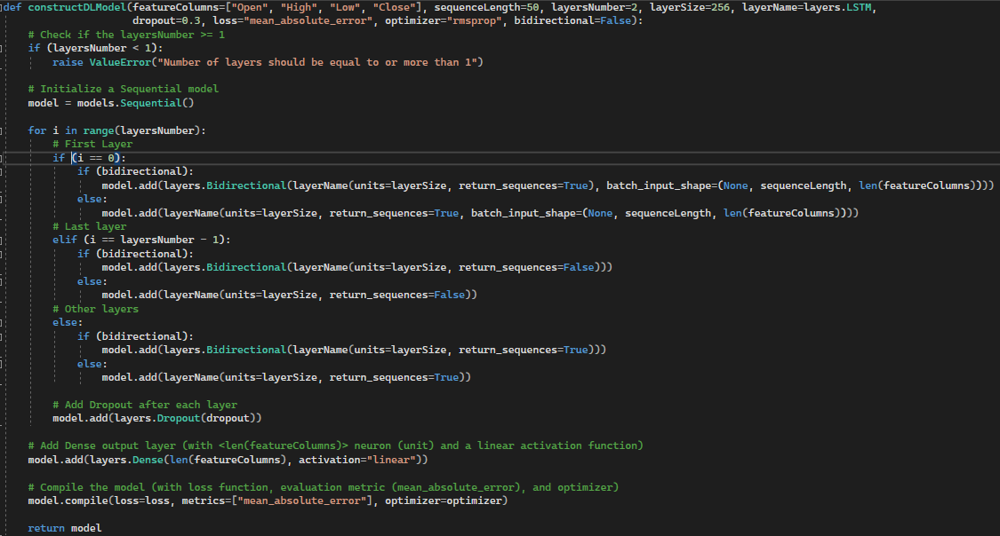 def constructDLModel(featureColumns=["Open", "High", "Low", "Close"], sequenceLength=50, layersNumber=2, layerSize=256, layerName=layers.LSTM,
                     dropout=0.3, loss="mean_absolute_error", optimizer="rmsprop", bidirectional=False):
    # Check if the layersNumber >= 1
    if (layersNumber < 1):
        raise ValueError("Number of layers should be equal to or more than 1")

    # Initialize a Sequential model
    model = models.Sequential()

    for i in range(layersNumber):
        # First Layer
        if (i == 0):
            if (bidirectional):
                model.add(layers.Bidirectional(layerName(units=layerSize, return_sequences=True), batch_input_shape=(None, sequenceLength, len(featureColumns))))
            else:
                model.add(layerName(units=layerSize, return_sequences=True, batch_input_shape=(None, sequenceLength, len(featureColumns))))
        # Last layer
        elif (i == layersNumber - 1):
            if (bidirectional):
                model.add(layers.Bidirectional(layerName(units=layerSize, return_sequences=False)))
            else:
                model.add(layerName(units=layerSize, return_sequences=False))
        # Other layers
        else:
            if (bidirectional):
                model.add(layers.Bidirectional(layerName(units=layerSize, return_sequences=True)))
            else:
                model.add(layerName(units=layerSize, return_sequences=True))

        # Add Dropout after each layer
        model.add(layers.Dropout(dropout))

    # Add Dense output layer (with <len(featureColumns)> neuron (unit) and a linear activation function)
    model.add(layers.Dense(len(featureColumns), activation="linear"))

    # Compile the model (with loss function, evaluation metric (mean_absolute_error), and optimizer)
    model.compile(loss=loss, metrics=["mean_absolute_error"], optimizer=optimizer)

    return model